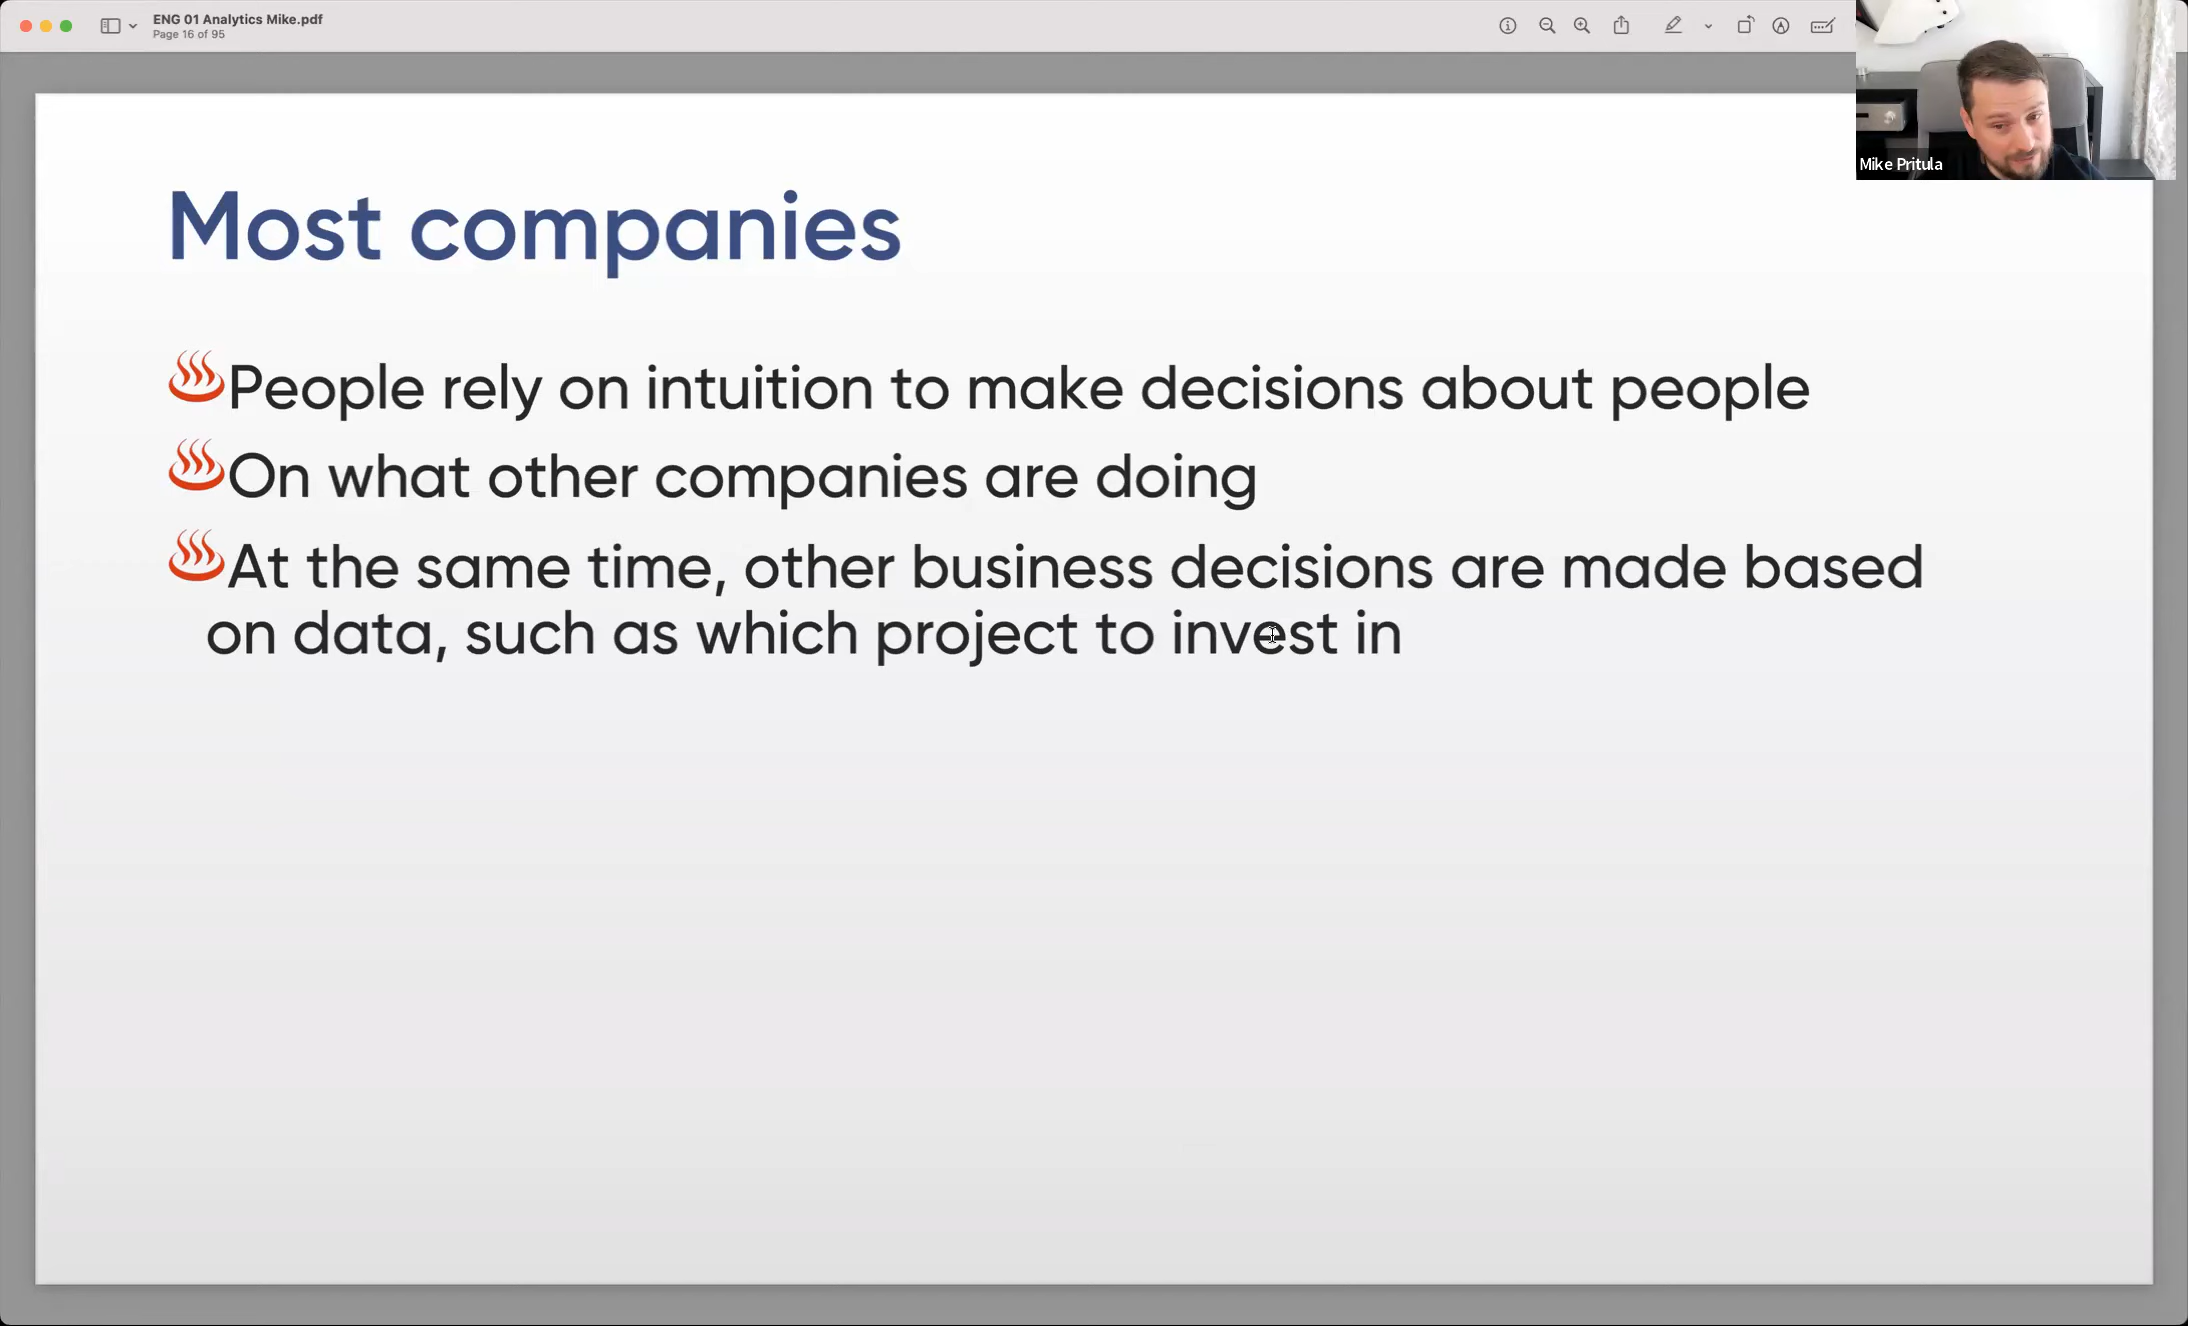 ENG 01 Analytics Mike.pdf
Page 16 of 95
Mike Pritula
Most companies
♨People rely on intuition to make decisions about people
♨On what other companies are doing
♨At the same time, other business decisions are made based
on data, such as which project to invest in